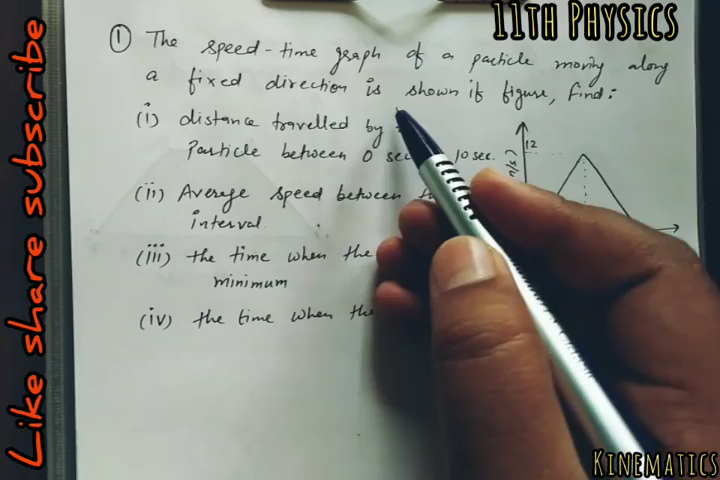 11th Physics
Like share subscribe
① The speed-time graph of a particle moving along
a fixed direction is shown if figure, Find:
(i) distance travelled by
Particle between 0 sec 10 sec.
12
(ii) Average speed between
interval.
(iii) the time when the
minimum
(iv) the time when the
Kinematics